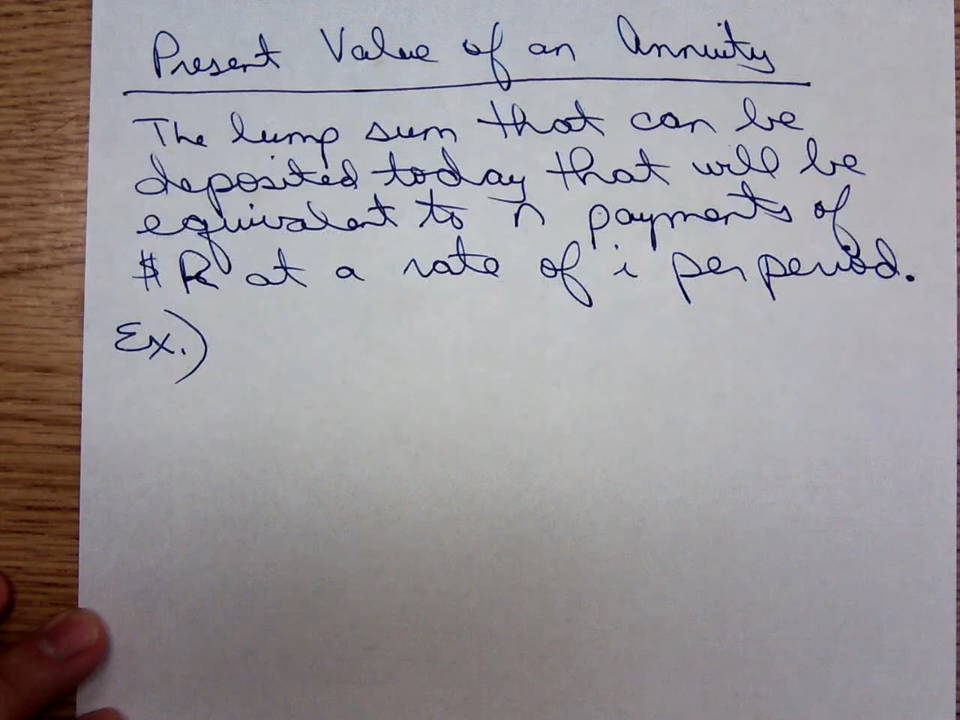 Present Value of an Annuity
The lump sum that can be
deposited today that will be
equivalent to n payments of
$R at a rate of i per period.
Ex.)